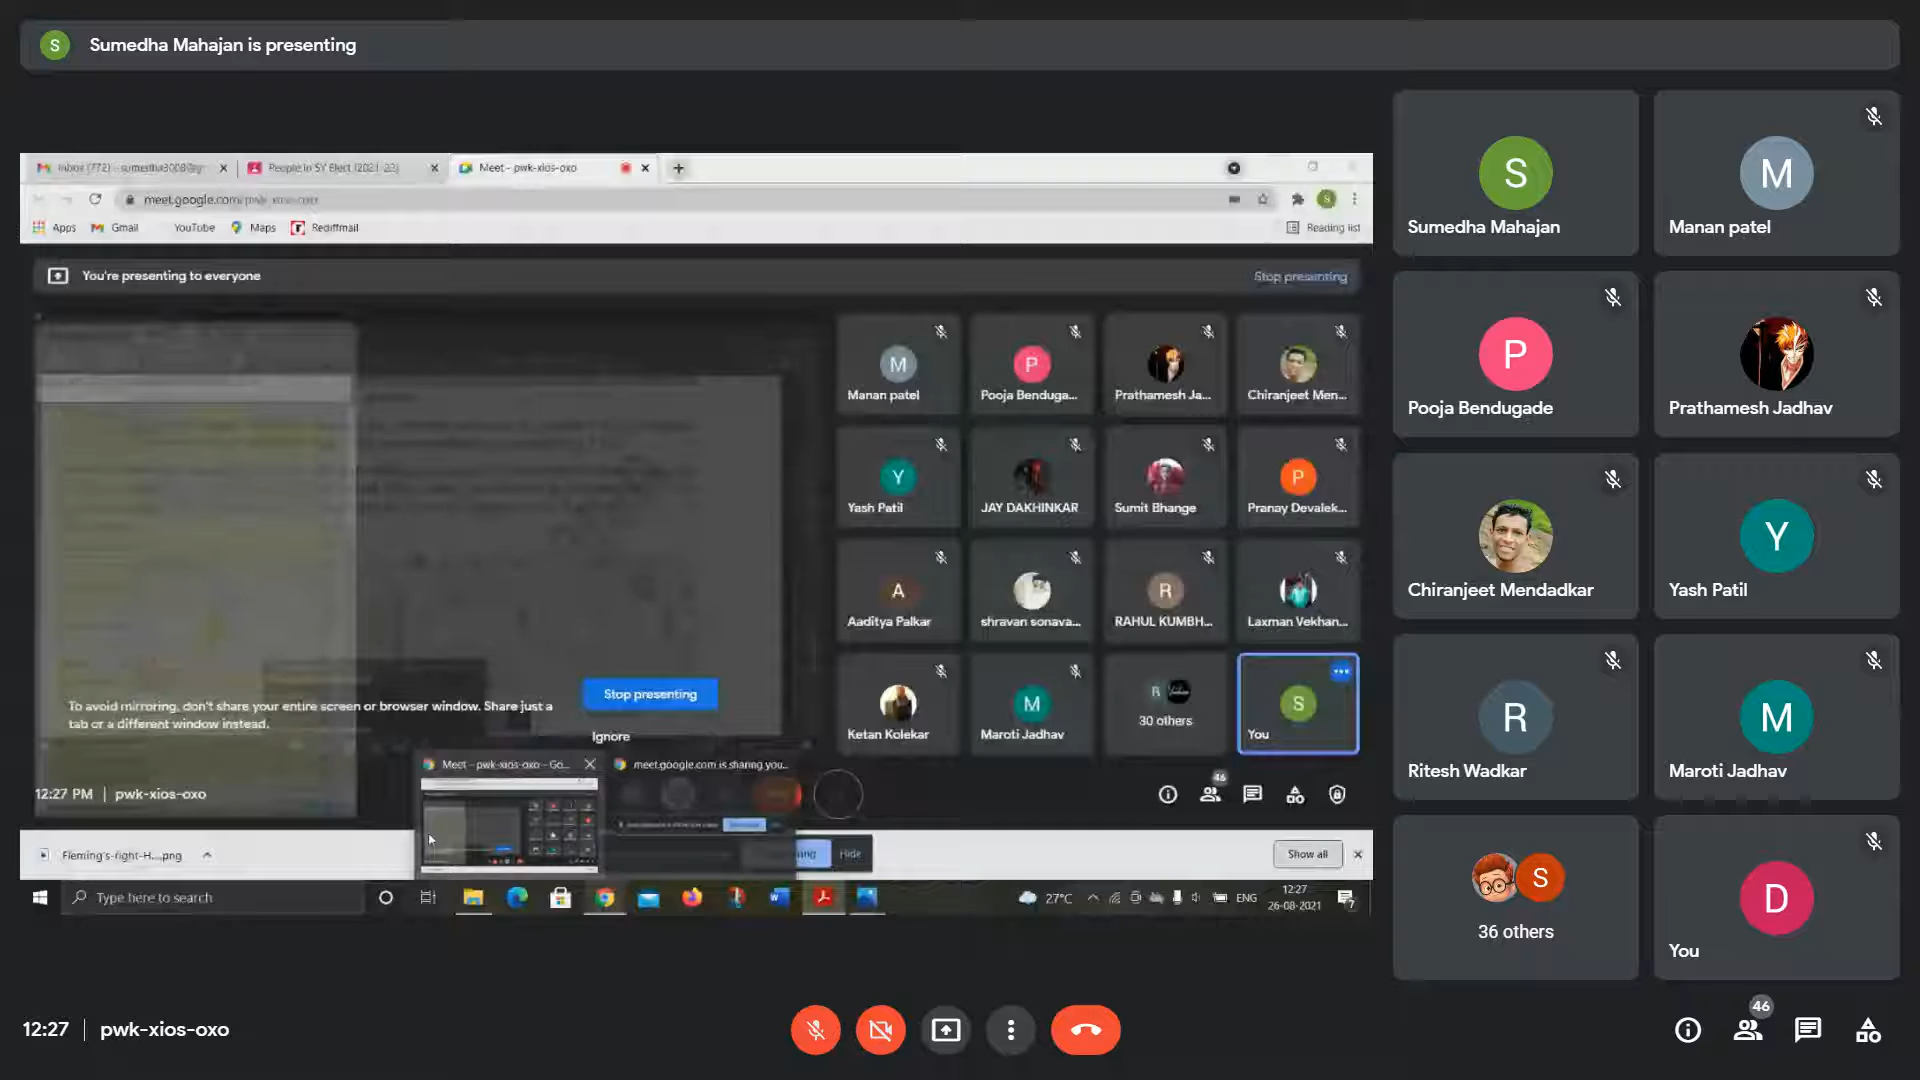 S
Sumedha Mahajan is presenting
Inbox (772) -
People in SY Elect (2021-22)
Meet - pwk-xios-oxo
meet.google.com/pwk-xios-oxo
S
Apps
Gmail
YouTube
Maps
Rediffmail
Reading list
You're presenting to everyone
Stop presenting
M
Manan patel
P
Pooja Benduga...
Prathamesh Ja...
Chiranjeet Men...
Y
Yash Patil
JAY DAKHINKAR
Sumit Bhange
P
Pranay Devalek...
A
Aaditya Palkar
shravan sonava...
R
RAHUL KUMBH...
Laxman Vekhan...
Ketan Kolekar
M
Maroti Jadhav
R
30 others
S
You
To avoid mirroring, don't share your entire screen or browser window. Share just a
tab or a different window instead.
Stop presenting
Ignore
Meet - pwk-xios-oxo - Go...
meet.google.com is sharing you...
12:27 PM | pwk-xios-oxo
46
Fleming's-right-H....png
Hide
Show all
Type here to search
27°C
ENG
12:27
26-08-2021
7
S
Sumedha Mahajan
M
Manan patel
P
Pooja Bendugade
Prathamesh Jadhav
Chiranjeet Mendadkar
Y
Yash Patil
R
Ritesh Wadkar
M
Maroti Jadhav
S
36 others
D
You
12:27 | pwk-xios-oxo
46